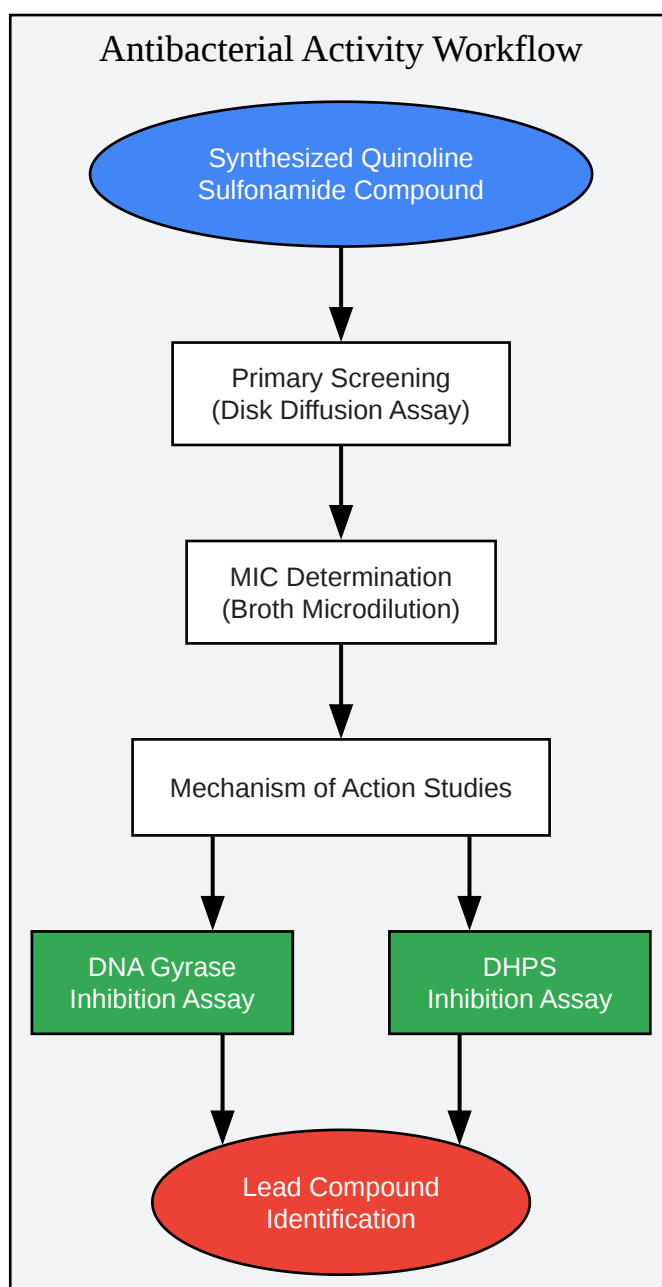 Antibacterial Activity Workflow
Synthesized Quinoline
Sulfonamide Compound
Primary Screening
(Disk Diffusion Assay)
MIC Determination
(Broth Microdilution)
Mechanism of Action Studies
DNA Gyrase
Inhibition Assay
DHPS
Inhibition Assay
Lead Compound
Identification